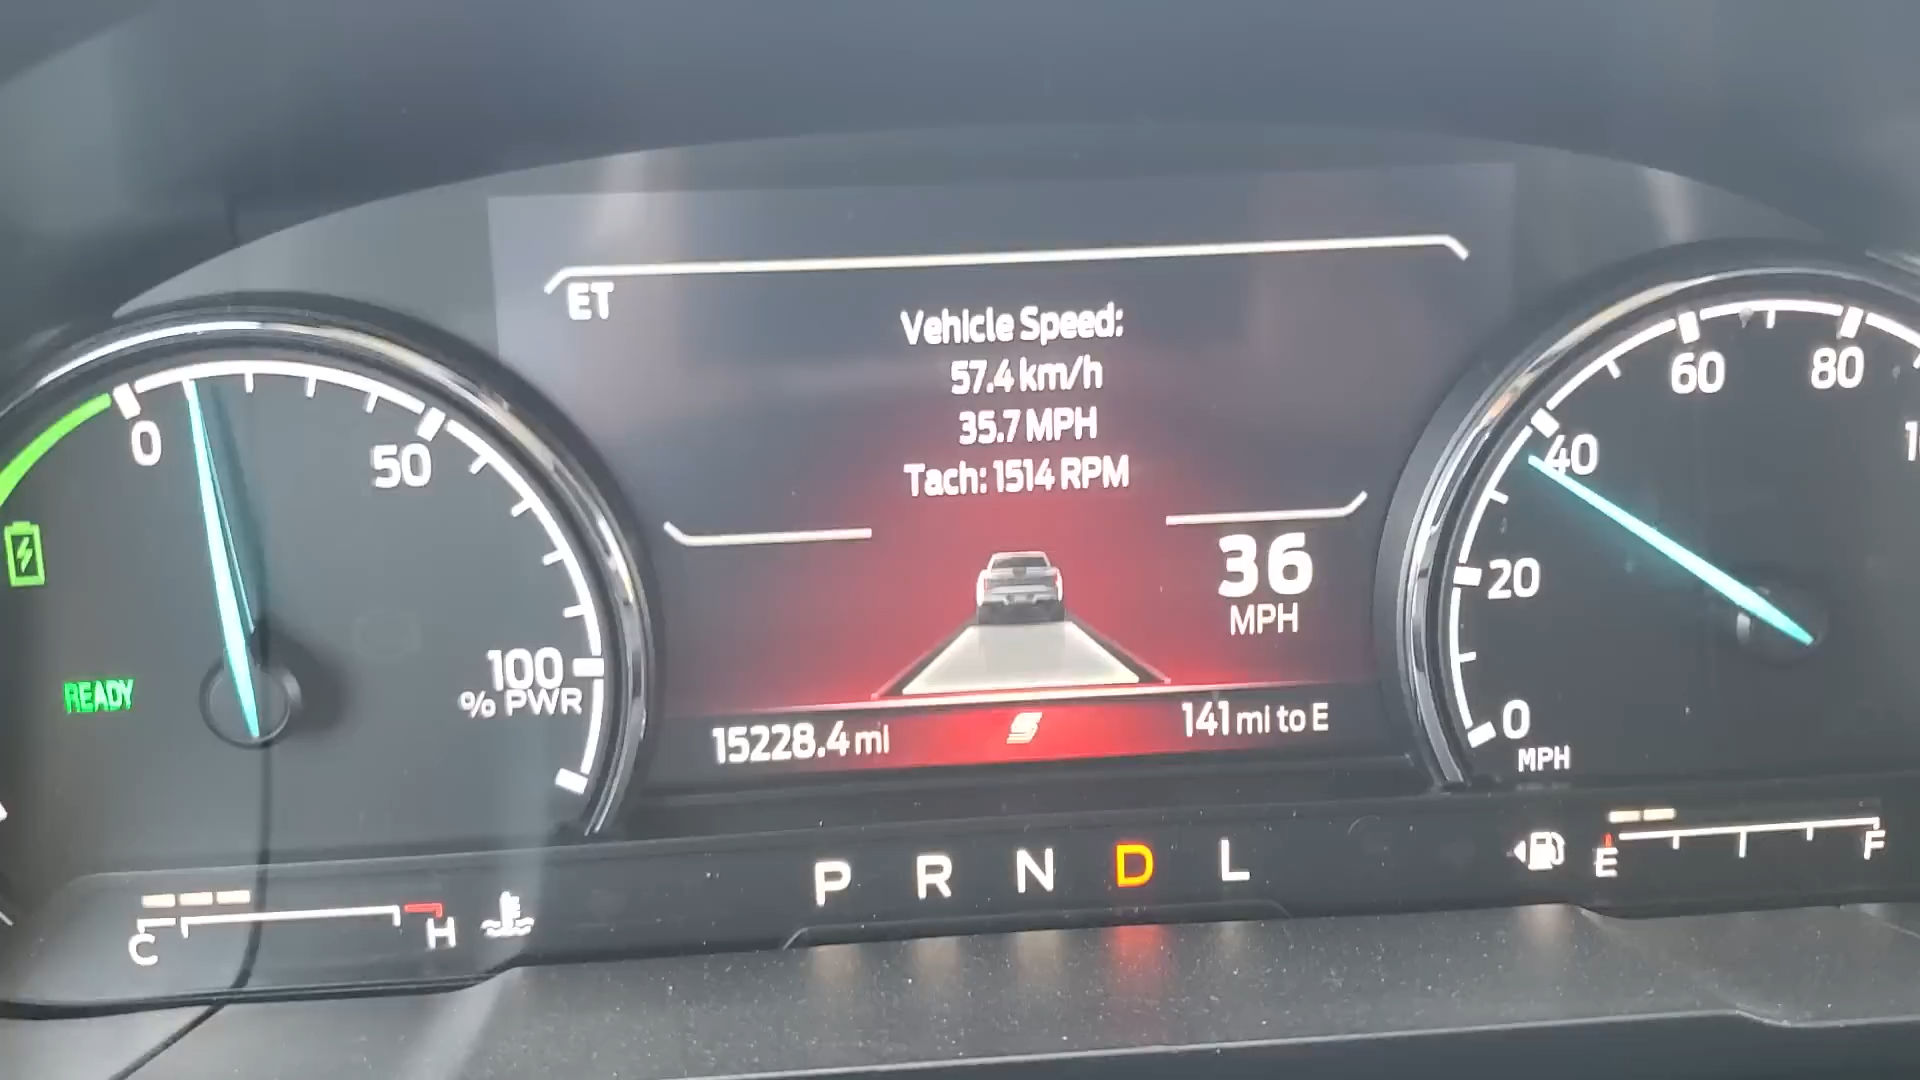 ET
Vehicle Speed:
57.4 km/h
35.7 MPH
Tach: 1514 RPM
0
50
100
% PWR
READY
36
MPH
15228.4 mi
141 mi to E
0
20
40
60
80
MPH
P R N D L
C H
E F